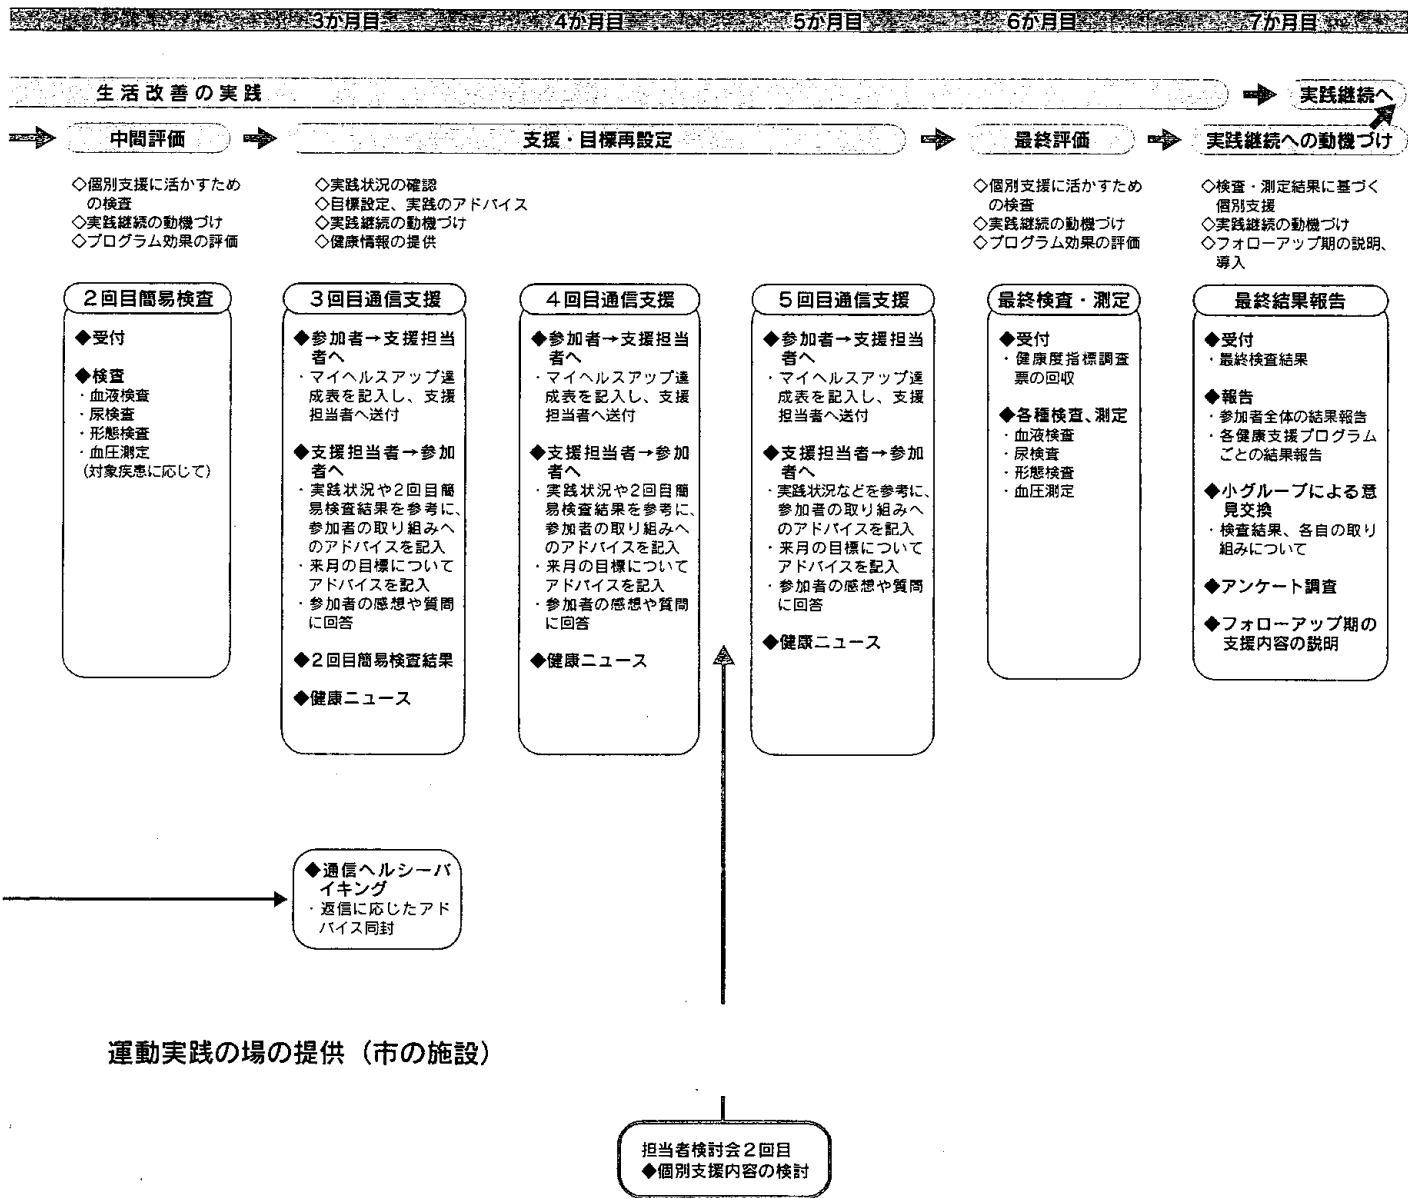 3か月目
4か月目
5か月目
6か月目
7か月目
生活改善の実践
実践継続へ
中間評価
支援・目標再設定
最終評価
実践継続への動機づけ
◇個別支援に活かすため
の検査
◇実践継続の動機づけ
◇プログラム効果の評価
◇実践状況の確認
◇目標設定、実践のアドバイス
◇実践継続の動機づけ
◇健康情報の提供
◇個別支援に活かすため
の検査
◇実践継続の動機づけ
◇プログラム効果の評価
◇検査・測定結果に基づく
個別支援
◇実践継続の動機づけ
◇フォローアップ期の説明、
導入
2回目簡易検査
◆受付
◆検査
・血液検査
・尿検査
・形態検査
・血圧測定
(対象疾患に応じて)
3回目通信支援
◆参加者→支援担当
者へ
・マイヘルスアップ達
成表を記入し、支援
担当者へ送付
◆支援担当者→参加
者へ
・実践状況や2回目簡
易検査結果を参考に、
参加者の取り組みへ
のアドバイスを記入
・来月の目標について
アドバイスを記入
・参加者の感想や質問
に回答
◆2回目簡易検査結果
◆健康ニュース
4回目通信支援
◆参加者→支援担当
者へ
・マイヘルスアップ達
成表を記入し、支援
担当者へ送付
◆支援担当者→参加
者へ
・実践状況や2回目簡
易検査結果を参考に、
参加者の取り組みへ
のアドバイスを記入
・来月の目標について
アドバイスを記入
・参加者の感想や質問
に回答
◆健康ニュース
5回目通信支援
◆参加者→支援担当
者へ
・マイヘルスアップ達
成表を記入し、支援
担当者へ送付
◆支援担当者→参加
者へ
・実践状況などを参考に、
参加者の取り組みへ
のアドバイスを記入
・来月の目標について
アドバイスを記入
・参加者の感想や質問
に回答
◆健康ニュース
最終検査・測定
◆受付
・健康度指標調査
票の回収
◆各種検査、測定
・血液検査
・尿検査
・形態検査
・血圧測定
最終結果報告
◆受付
・最終検査結果
◆報告
・参加者全体の結果報告
・各健康支援プログラム
ごとの結果報告
◆小グループによる意
見交換
・検査結果、各自の取り
組みについて
◆アンケート調査
◆フォローアップ期の
支援内容の説明
◆通信ヘルシーバ
イキング
・返信に応じたアド
バイス同封
運動実践の場の提供（市の施設）
担当者検討会2回目
◆個別支援内容の検討